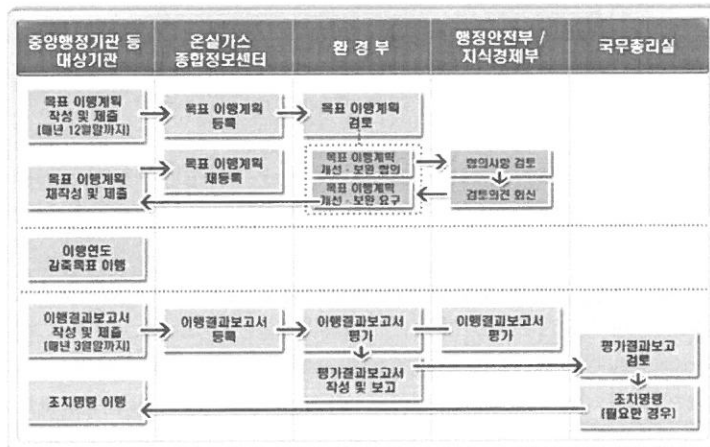 중앙행정기관 등
대상기관
온실가스
종합정보센터
환 경 부
행정안전부 /
지식경제부
국무총리실
목표 이행계획
작성 및 제출
(매년 12월말까지)
목표 이행계획
등록
목표 이행계획
검토
목표 이행계획
재작성 및 제출
목표 이행계획
재등록
목표 이행계획
개선·보완 협의
협의사항 검토
목표 이행계획
개선·보완 요구
검토의견 회신
이행연도
감축목표 이행
이행결과보고서
작성 및 제출
(매년 3월말까지)
이행결과보고서
등록
이행결과보고서
평가
이행결과보고서
평가
평가결과보고서
작성 및 보고
평가결과보고
검토
조치명령 이행
조치명령
(필요한 경우)